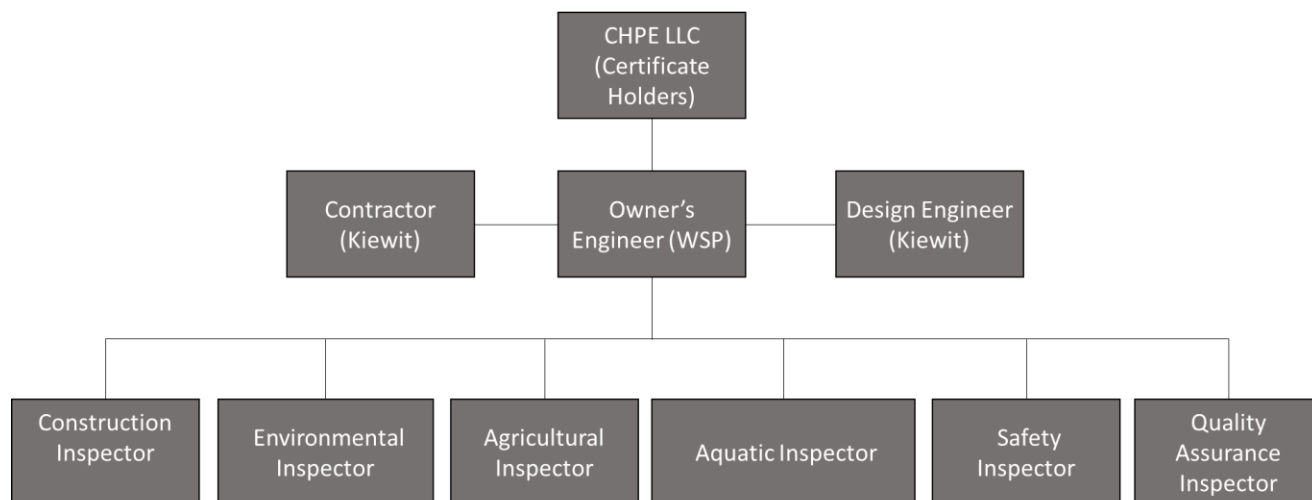 CHPE LLC
(Certificate
Holders)
Contractor
(Kiewit)
Owner’s
Engineer (WSP)
Design Engineer
(Kiewit)
Construction
Inspector
Environmental
Inspector
Agricultural
Inspector
Aquatic Inspector
Safety
Inspector
Quality
Assurance
Inspector